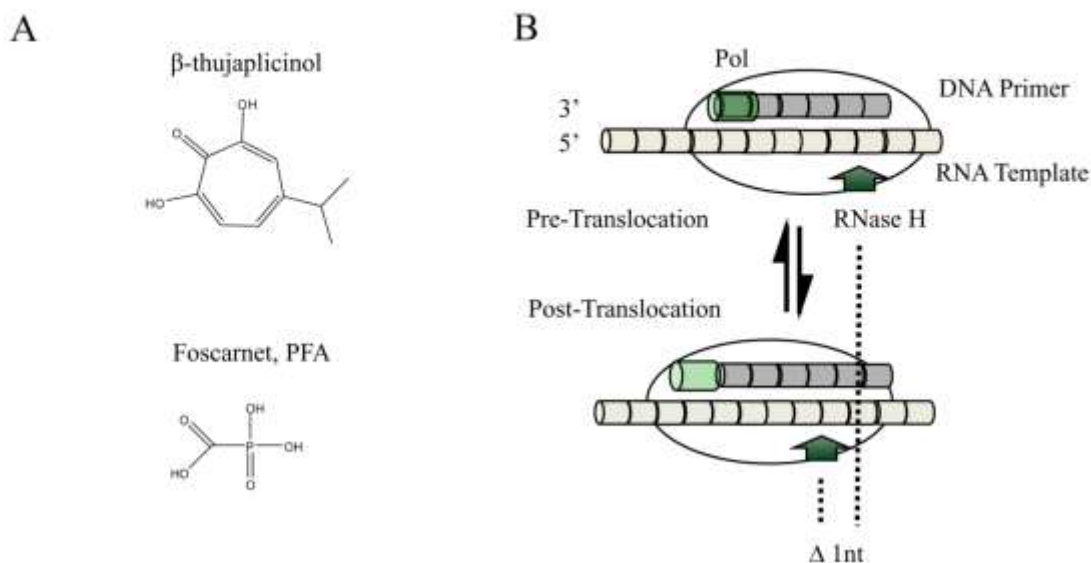 A
β-thujaplicinol
OH
O
HO
Foscarnet, PFA
O
OH
P
OH
HO
O
B
Pol
DNA Primer
3’
5’
RNA Template
Pre-Translocation
RNase H
Post-Translocation
Δ 1nt